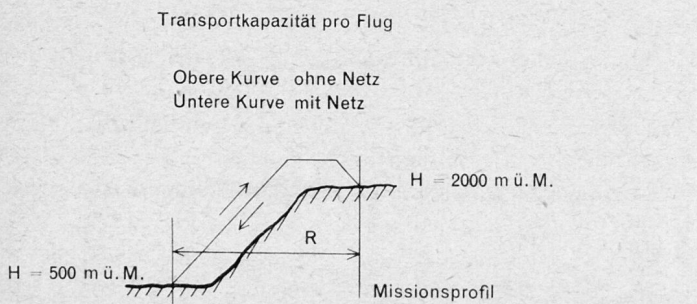 Transportkapazität pro Flug
Obere Kurve ohne Netz
Untere Kurve mit Netz
H = 2000 m ü. M.
R
H = 500 m ü. M.
Missionsprofil